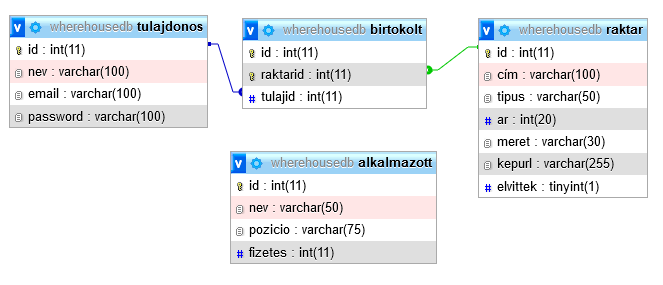 wherehousedb tulajdonos
id : int(11)
nev : varchar(100)
email : varchar(100)
password : varchar(100)
wherehousedb birtokolt
id : int(11)
raktarid : int(11)
# tulajid : int(11)
wherehousedb raktar
id : int(11)
cím : varchar(100)
tipus : varchar(50)
# ar : int(20)
meret : varchar(30)
kepurl : varchar(255)
# elvittek : tinyint(1)
wherehousedb alkalmazott
id : int(11)
nev : varchar(50)
pozicio : varchar(75)
# fizetes : int(11)